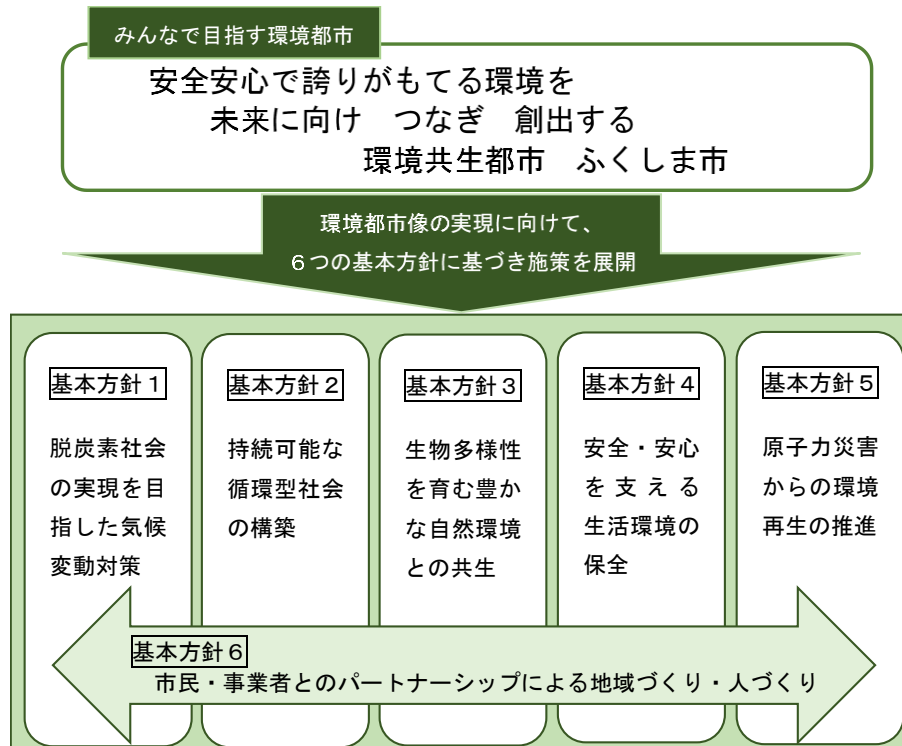 みんなで目指す環境都市
安全安心で誇りがもてる環境を
未来に向け　つなぎ　創出する
環境共生都市　ふくしま市
環境都市像の実現に向けて、
６つの基本方針に基づき施策を展開
基本方針１
脱炭素社会
の実現を目
指した気候
変動対策
基本方針２
持続可能な
循環型社会
の構築
基本方針３
生物多様性
を育む豊か
な自然環境
との共生
基本方針４
安全・安心
を支える
生活環境の
保全
基本方針５
原子力災害
からの環境
再生の推進
基本方針６
市民・事業者とのパートナーシップによる地域づくり・人づくり